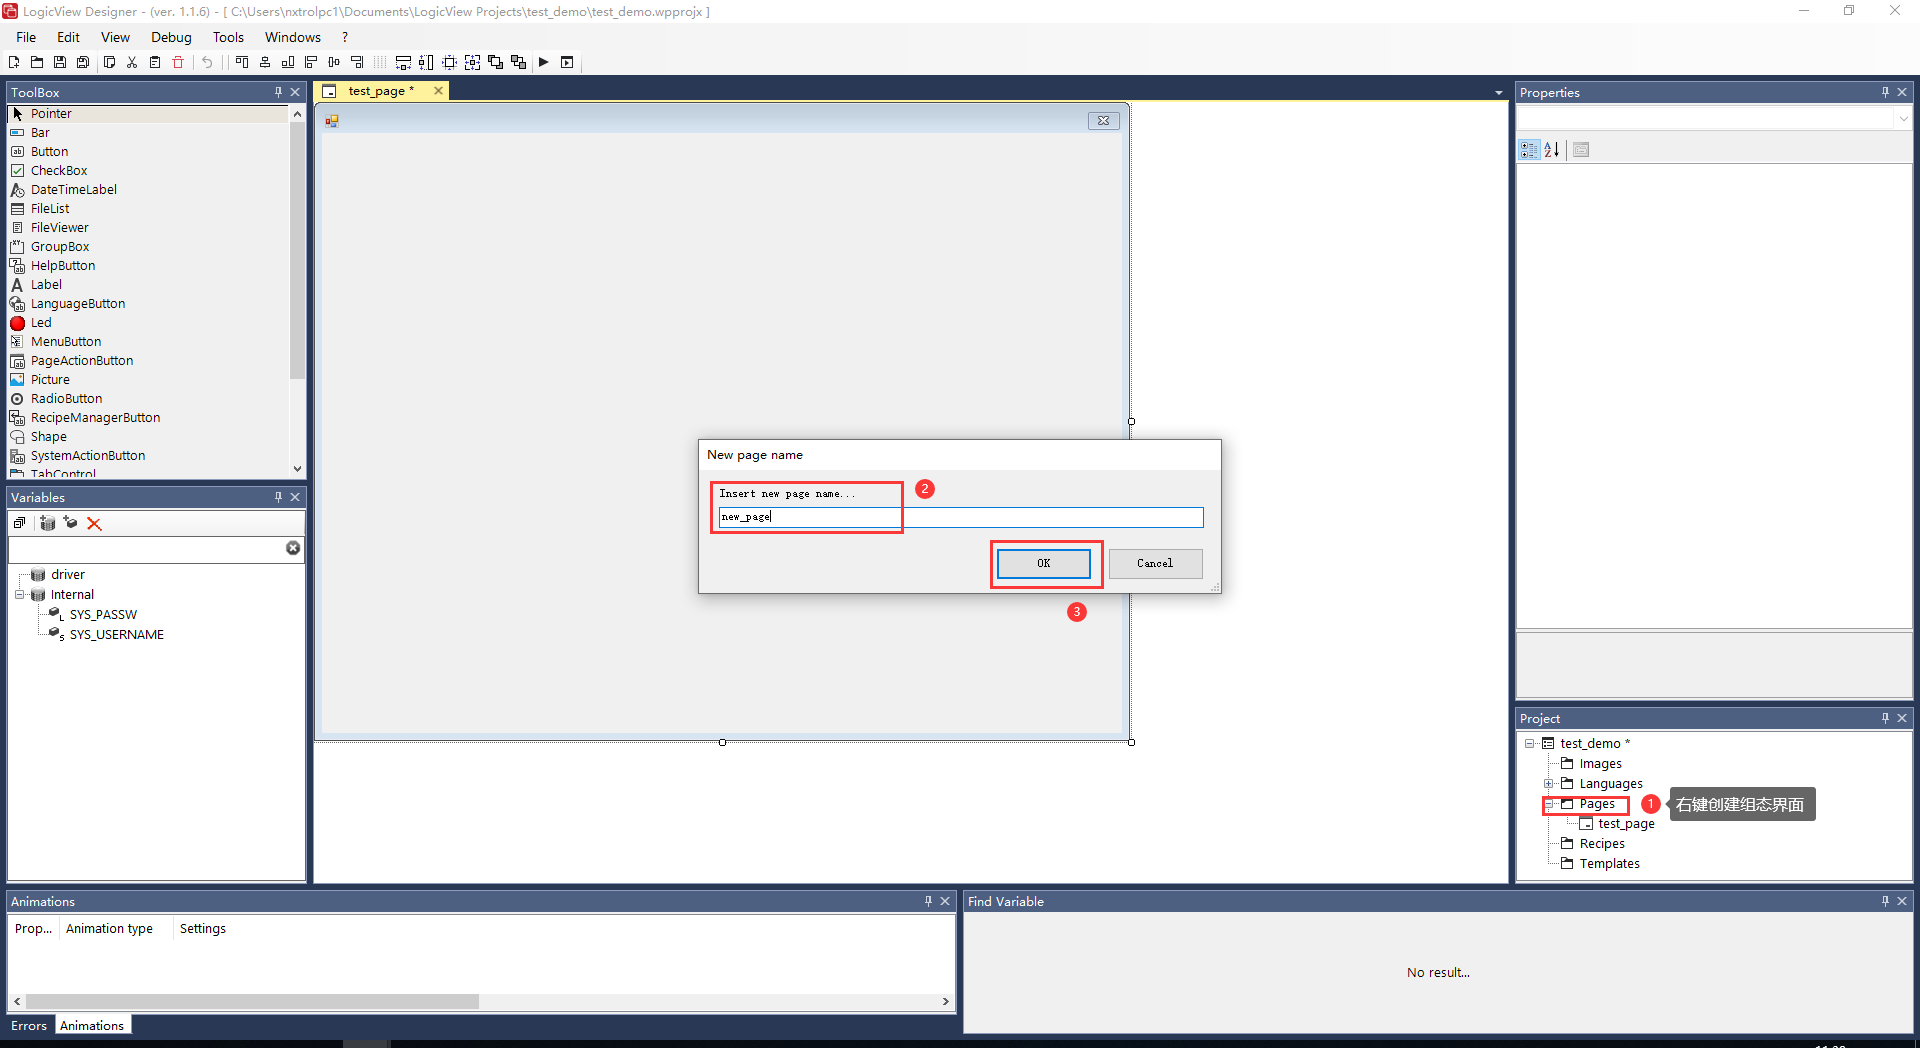 LogicView Designer - (ver. 1.1.6) - [ C:\Users\nxtrolpc1\Documents\LogicView Projects\test_demo\test_demo.wpprojx ]
File Edit View Debug Tools Windows ?
ToolBox
Pointer
Bar
Button
CheckBox
DateTimeLabel
FileList
FileViewer
GroupBox
HelpButton
Label
LanguageButton
Led
MenuButton
PageActionButton
Picture
RadioButton
RecipeManagerButton
Shape
SystemActionButton
TabControl
Variables
driver
Internal
SYS_PASSW
SYS_USERNAME
test_page *
New page name
Insert new page name...
2
new_page
OK
Cancel
3
Properties
Project
test_demo *
Images
Languages
Pages
1
右键创建组态界面
test_page
Recipes
Templates
Animations
Prop... Animation type Settings
Errors Animations
Find Variable
No result...